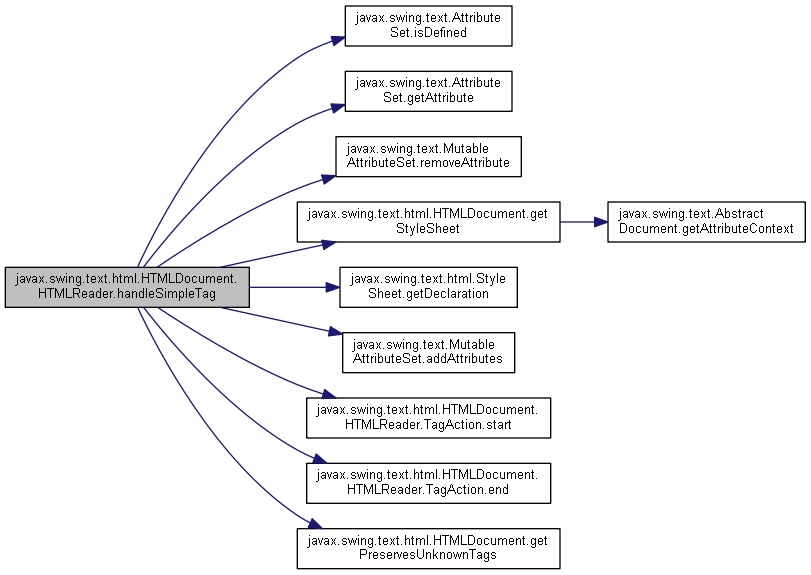 javax.swing.text.Attribute
Set.isDefined
javax.swing.text.Attribute
Set.getAttribute
javax.swing.text.Mutable
AttributeSet.removeAttribute
javax.swing.text.html.HTMLDocument.get
StyleSheet
javax.swing.text.Abstract
Document.getAttributeContext
javax.swing.text.html.HTMLDocument.
HTMLReader.handleSimpleTag
javax.swing.text.html.Style
Sheet.getDeclaration
javax.swing.text.Mutable
AttributeSet.addAttributes
javax.swing.text.html.HTMLDocument.
HTMLReader.TagAction.start
javax.swing.text.html.HTMLDocument.
HTMLReader.TagAction.end
javax.swing.text.html.HTMLDocument.get
PreservesUnknownTags